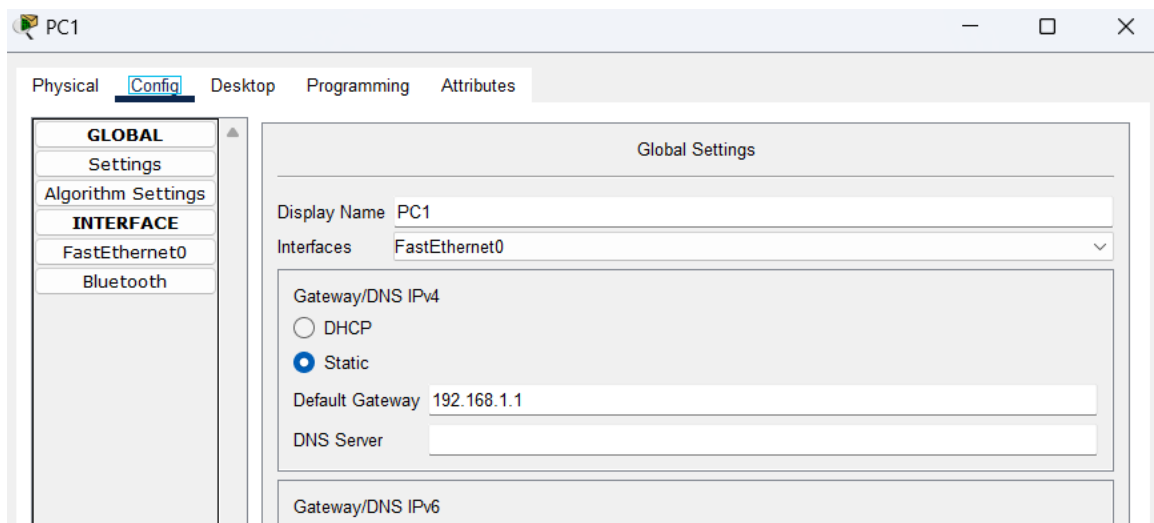 PC1
Physical Config Desktop Programming Attributes
GLOBAL
Settings
Algorithm Settings
INTERFACE
FastEthernet0
Bluetooth
Global Settings
Display Name PC1
Interfaces FastEthernet0
Gateway/DNS IPv4
DHCP
Static
Default Gateway 192.168.1.1
DNS Server
Gateway/DNS IPv6